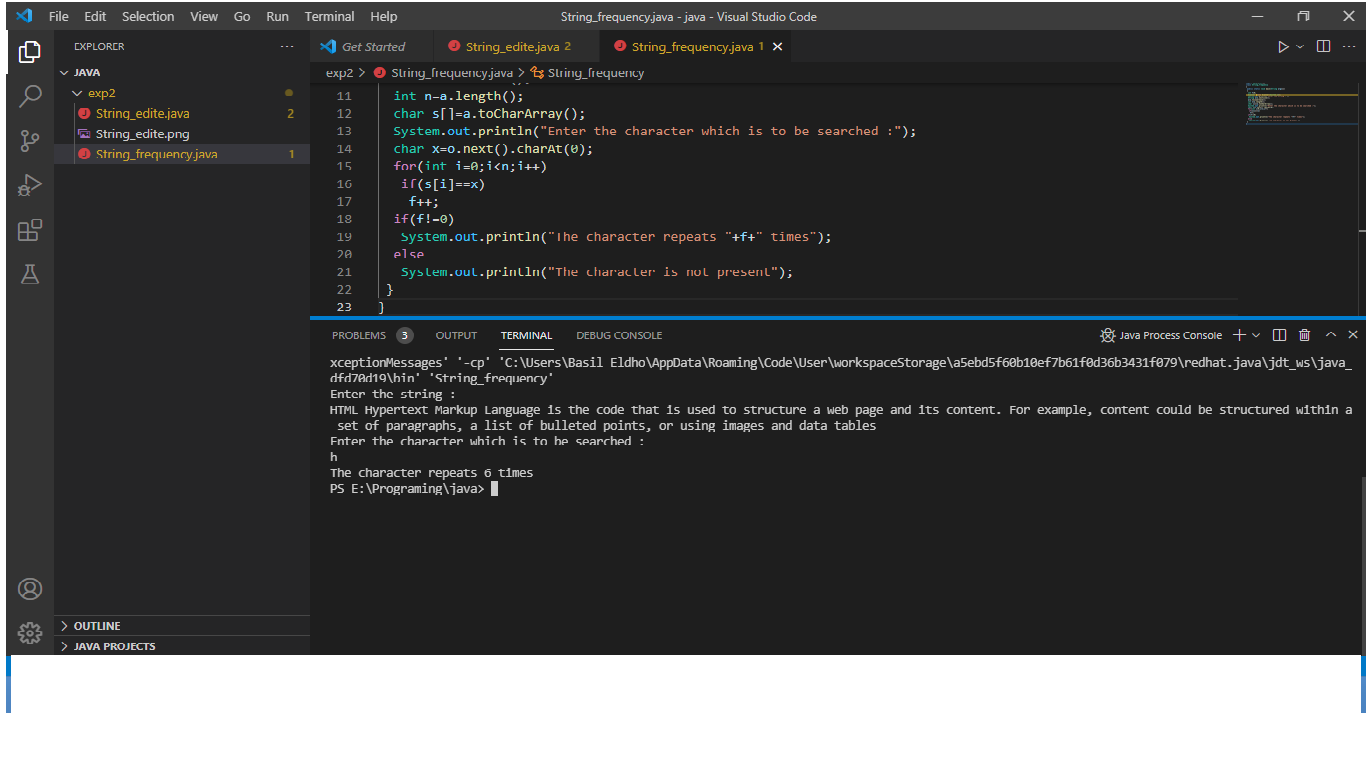 File Edit Selection View Go Run Terminal Help String_frequency.java - java - Visual Studio Code
EXPLORER
JAVA
exp2
String_edite.java 2
String_edite.png
String_frequency.java 1
OUTLINE
JAVA PROJECTS
Get Started String_edite.java 2 String_frequency.java 1
exp2 > String_frequency.java > String_frequency
11 int n=a.length();
12 char s[]=a.toCharArray();
13 System.out.println("Enter the character which is to be searched :");
14 char x=o.next().charAt(0);
15 for(int i=0;i<n;i++)
16 if(s[i]==x)
17 f++;
18 if(f!=0)
19 System.out.println("The character repeats "+f+" times");
20 else
21 System.out.println("The character is not present");
22 }
23 }
PROBLEMS 3 OUTPUT TERMINAL DEBUG CONSOLE Java Process Console
xceptionMessages' '-cp' 'C:\Users\Basil Eldho\AppData\Roaming\Code\User\workspaceStorage\a5ebd5f60b10ef7b61f0d36b3431f079\redhat.java\jdt_ws\java_
dfd70d19\bin' 'String_frequency'
Enter the string :
HTML Hypertext Markup Language is the code that is used to structure a web page and its content. For example, content could be structured within a
set of paragraphs, a list of bulleted points, or using images and data tables
Enter the character which is to be searched :
h
The character repeats 6 times
PS E:\Programing\java>